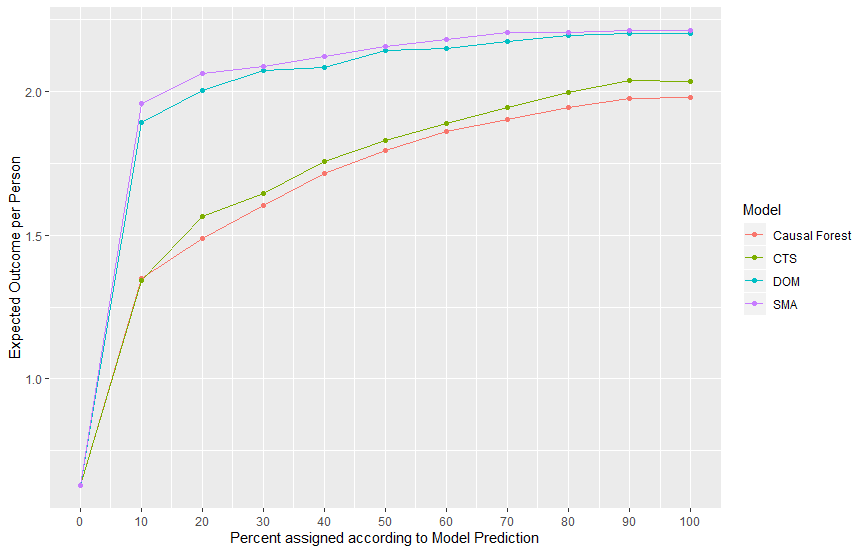 Expected Outcome per Person
2.0
1.5
1.0
0 10 20 30 40 50 60 70 80 90 100
Percent assigned according to Model Prediction
Model
Causal Forest
CTS
DOM
SMA